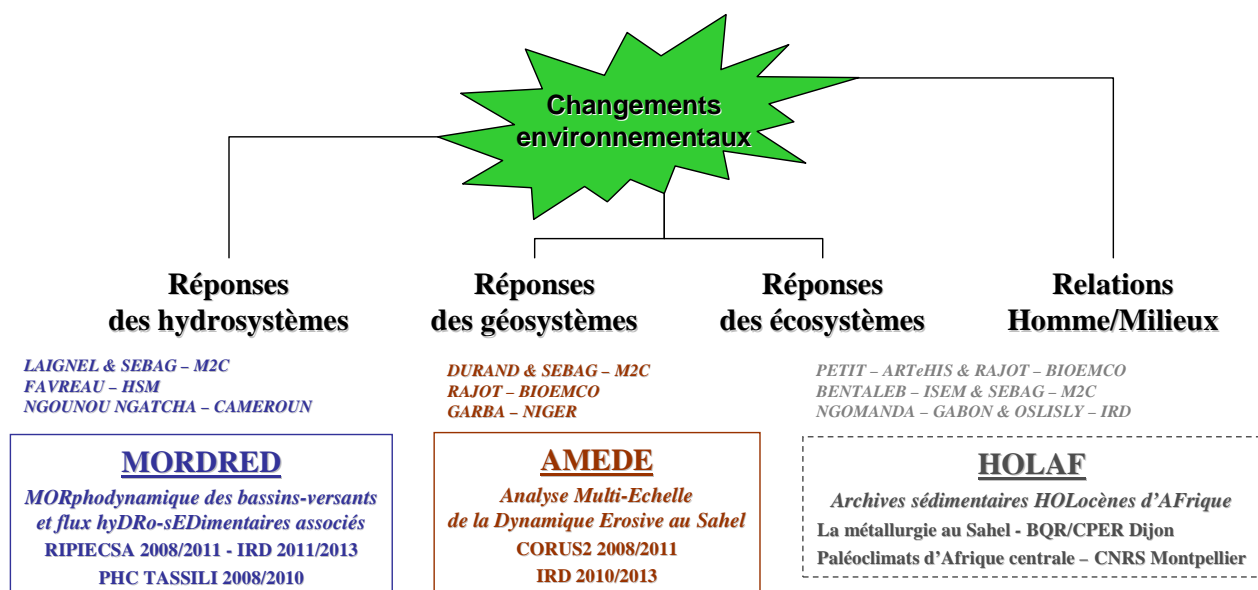 Changements
environnementaux
Réponses
des hydrosystèmes
Réponses
des géosystèmes
Réponses
des écosystèmes
Relations
Homme/Milieux
LAIGNEL & SEBAG – M2C
FAVREAU – HSM
NGOUNOU NGATCHA – CAMEROUN
DURAND & SEBAG – M2C
RAJOT – BIOEMCO
GARBA – NIGER
PETIT – ARTeHIS & RAJOT – BIOEMCO
BENTALEB – ISEM & SEBAG – M2C
NGOMANDA – GABON & OSLISLY – IRD
MORDRED
MORphodynamique des bassins-versants
et flux hyDRo-sEDimentaires associés
RIPIECSA 2008/2011 - IRD 2011/2013
PHC TASSILI 2008/2010
AMEDE
Analyse Multi-Echelle
de la Dynamique Erosive au Sahel
CORUS2 2008/2011
IRD 2010/2013
HOLAF
Archives sédimentaires HOLocènes d'AFrique
La métallurgie au Sahel - BQR/CPER Dijon
Paléoclimats d'Afrique centrale – CNRS Montpellier